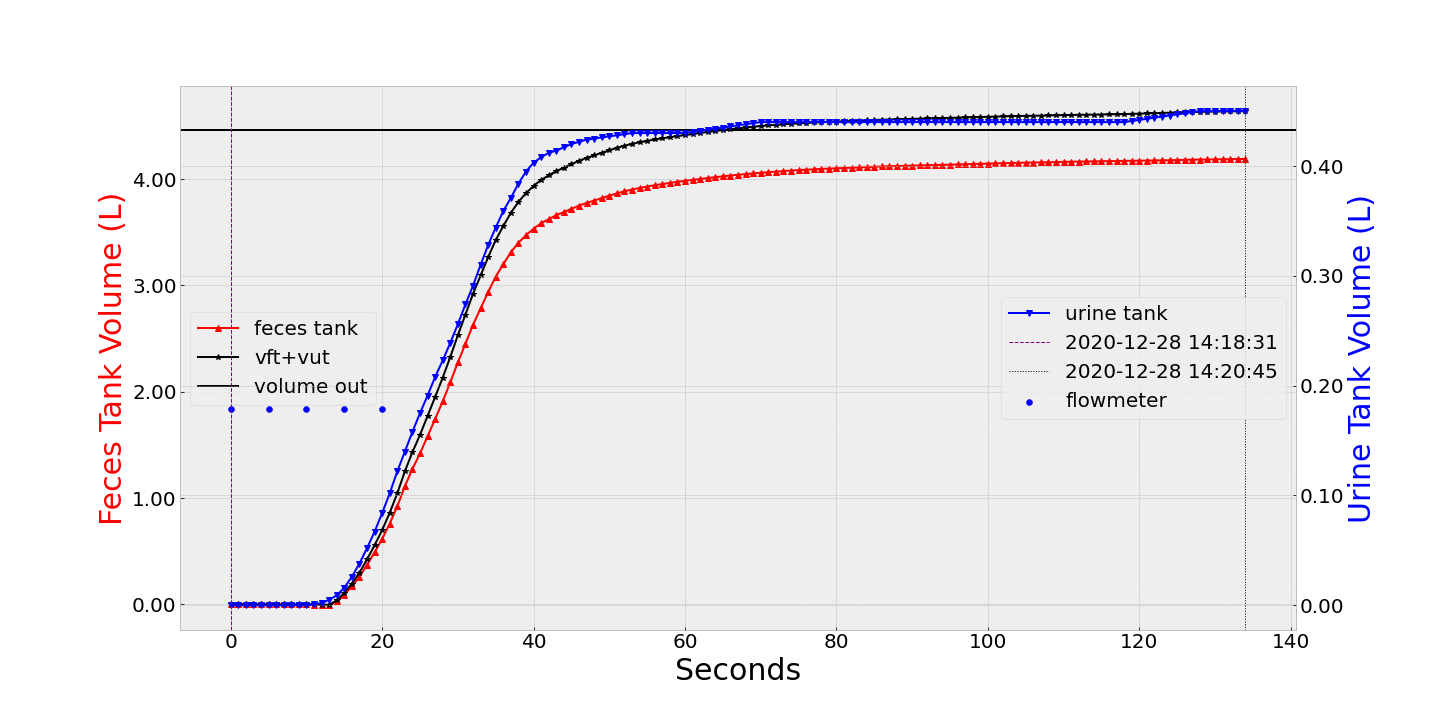 Feces Tank Volume (L)
4.00
3.00
2.00
1.00
0.00
feces tank
vft+vut
volume out
urine tank
2020-12-28 14:18:31
2020-12-28 14:20:45
flowmeter
0.40
0.30
0.20
0.10
0.00
Urine Tank Volume (L)
0 20 40 60 80 100 120 140
Seconds